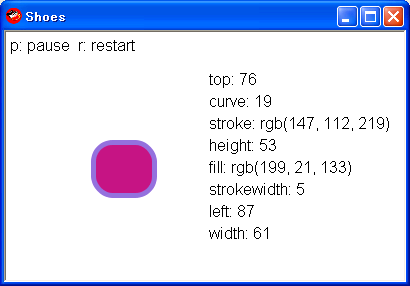 Shoes
p: pause  r: restart
top: 76
curve: 19
stroke: rgb(147, 112, 219)
height: 53
fill: rgb(199, 21, 133)
strokewidth: 5
left: 87
width: 61